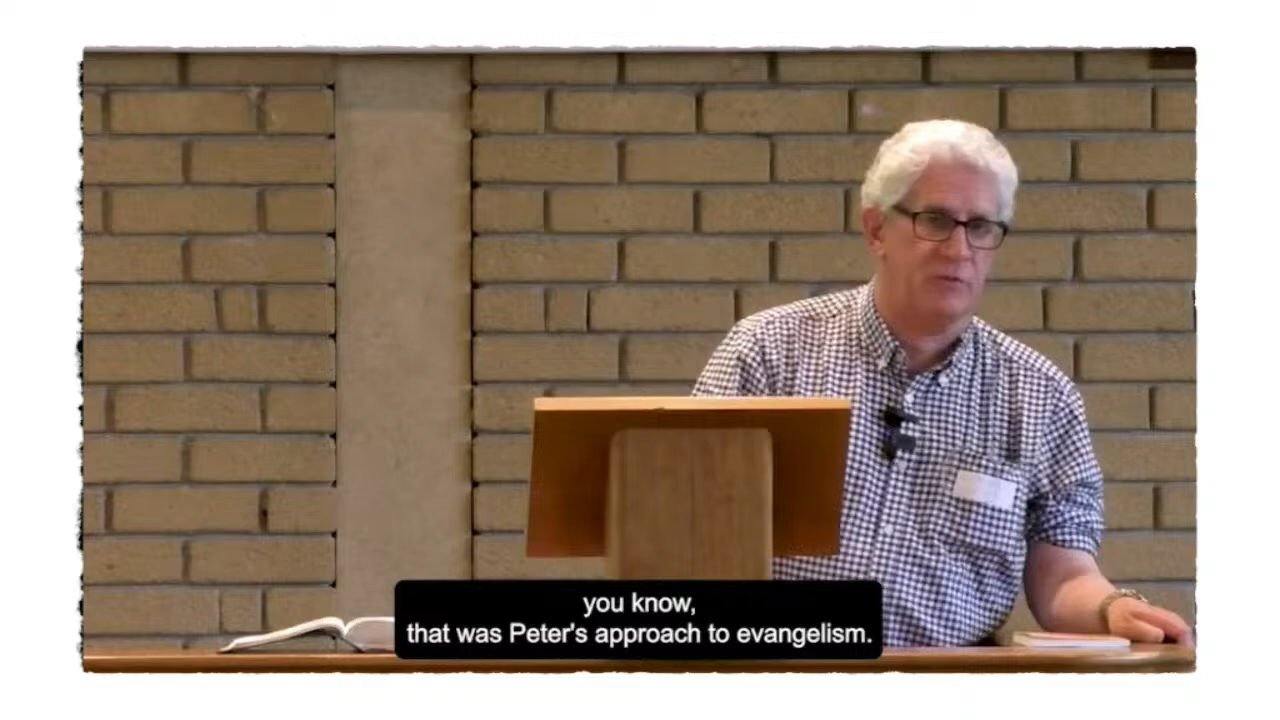 you know,
that was Peter's approach to evangelism.